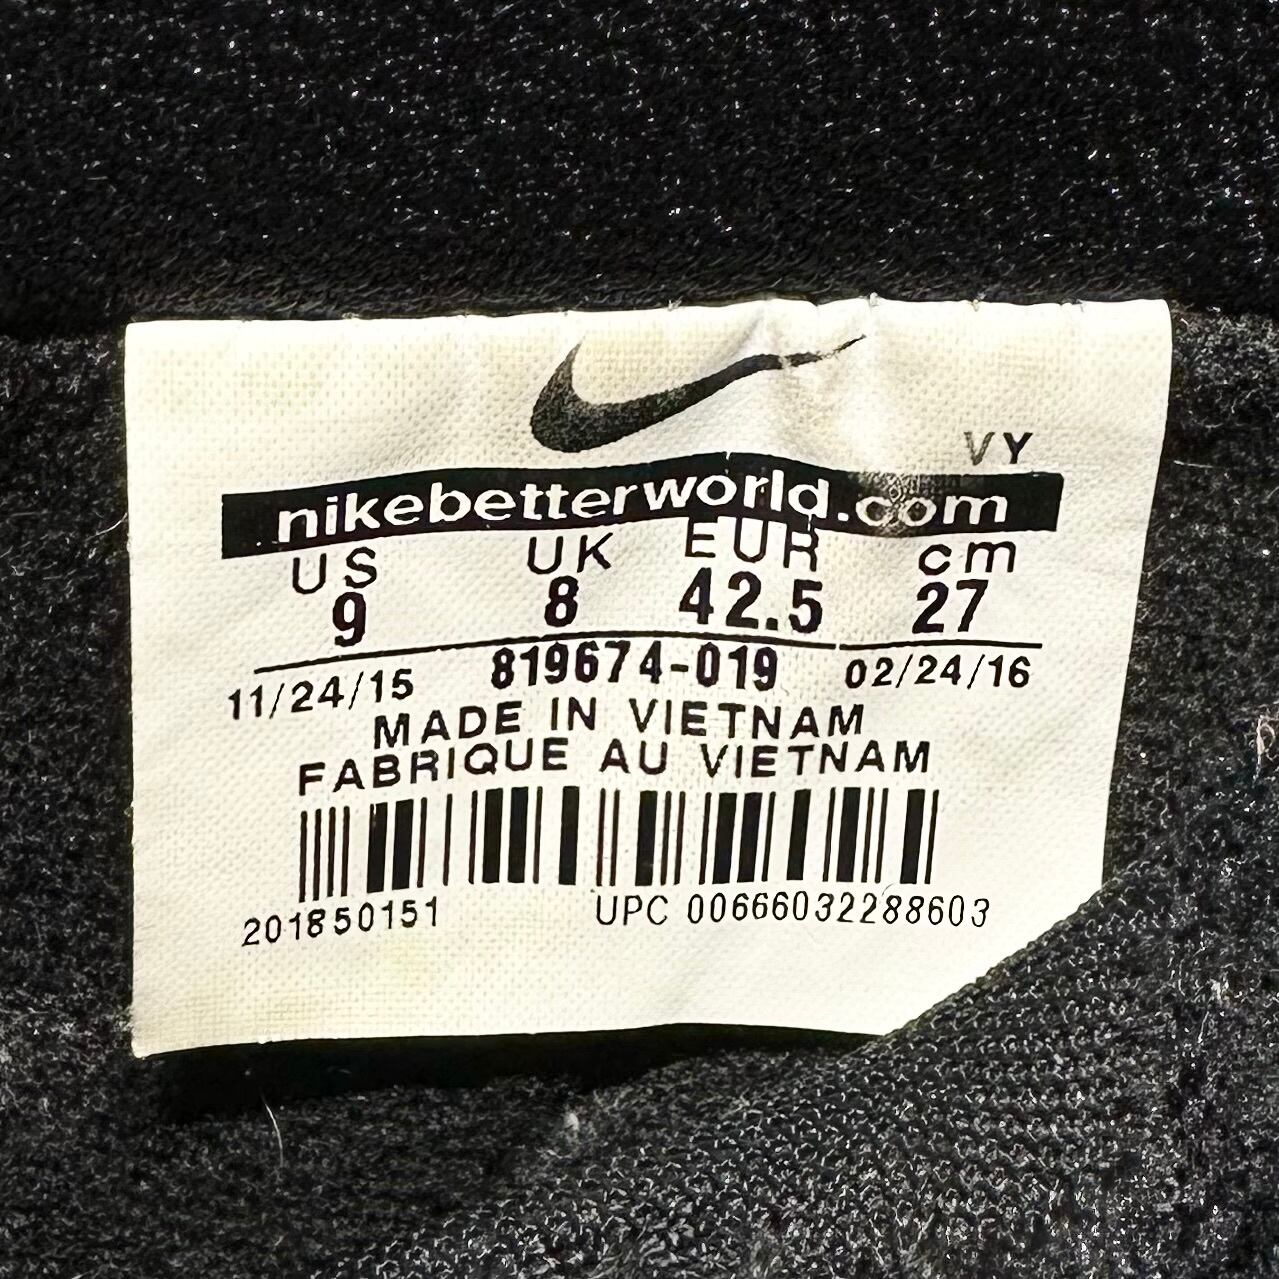 VY
nikebetterworld.com
US UK EUR cm
9 8 42.5 27
11/24/15 819674-019 02/24/16
MADE IN VIETNAM
FABRIQUE AU VIETNAM
201850151 UPC 00666032288603